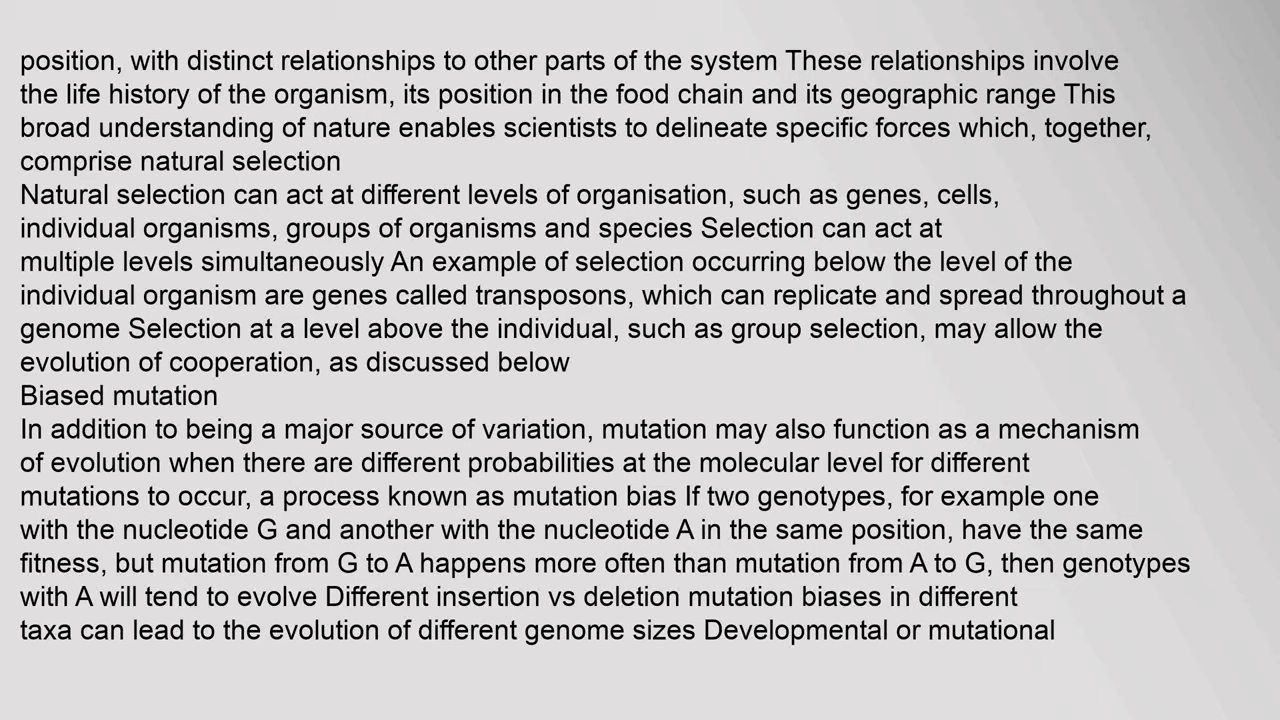 position, with distinct relationships to other parts of the system These relationships involve
the life history of the organism, its position in the food chain and its geographic range This
broad understanding of nature enables scientists to delineate specific forces which, together,
comprise natural selection
Natural selection can act at different levels of organisation, such as genes, cells,
individual organisms, groups of organisms and species Selection can act at
multiple levels simultaneously An example of selection occurring below the level of the
individual organism are genes called transposons, which can replicate and spread throughout a
genome Selection at a level above the individual, such as group selection, may allow the
evolution of cooperation, as discussed below
Biased mutation
In addition to being a major source of variation, mutation may also function as a mechanism
of evolution when there are different probabilities at the molecular level for different
mutations to occur, a process known as mutation bias If two genotypes, for example one
with the nucleotide G and another with the nucleotide A in the same position, have the same
fitness, but mutation from G to A happens more often than mutation from A to G, then genotypes
with A will tend to evolve Different insertion vs deletion mutation biases in different
taxa can lead to the evolution of different genome sizes Developmental or mutational